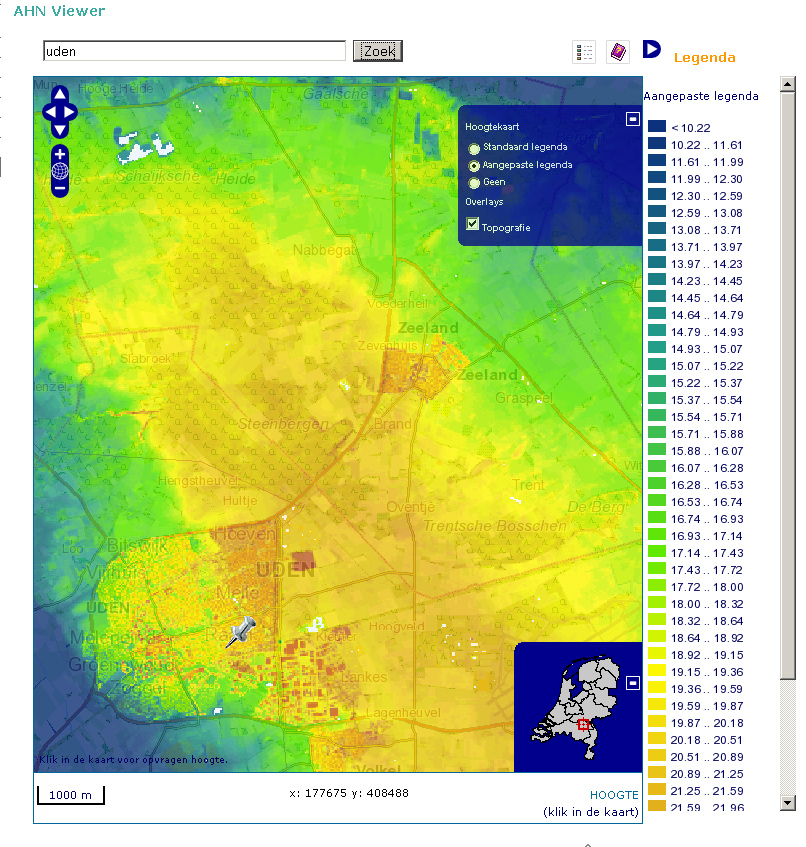 AHN Viewer
uden
Zoek
Legenda
Aangepaste legenda
Hoogtekaart
Standaard legenda
Aangepaste legenda
Geen
Overlays
Topografie
Hooge Heide
Gaalsche
Schaijksche Heide
Nabbegat
Voederheil
Zeeland
Zevenhuis
Slabroek
Zeeland
Graspeel
Steenbergen
Brand
Hengstheuvel
Trent
Hultje
Oventje
De Berg
Trentsche Bosschen
Hoeven
Bilswijk
Loo
UDEN
Vijfhuis
Melle
UDEN
Hoogveld
Lankes
Lagenheuvel
Volkel
Klik in de kaart voor opvragen hoogte.
1000 m
x: 177675 y: 408488
HOOGTE
(klik in de kaart)
< 10.22
10.22 .. 11.61
11.61 .. 11.99
11.99 .. 12.30
12.30 .. 12.59
12.59 .. 13.08
13.08 .. 13.71
13.71 .. 13.97
13.97 .. 14.23
14.23 .. 14.45
14.45 .. 14.64
14.64 .. 14.79
14.79 .. 14.93
14.93 .. 15.07
15.07 .. 15.22
15.22 .. 15.37
15.37 .. 15.54
15.54 .. 15.71
15.71 .. 15.88
15.88 .. 16.07
16.07 .. 16.28
16.28 .. 16.53
16.53 .. 16.74
16.74 .. 16.93
16.93 .. 17.14
17.14 .. 17.43
17.43 .. 17.72
17.72 .. 18.00
18.00 .. 18.32
18.32 .. 18.64
18.64 .. 18.92
18.92 .. 19.15
19.15 .. 19.36
19.36 .. 19.59
19.59 .. 19.87
19.87 .. 20.18
20.18 .. 20.51
20.51 .. 20.89
20.89 .. 21.25
21.25 .. 21.59
21.59 .. 21.96